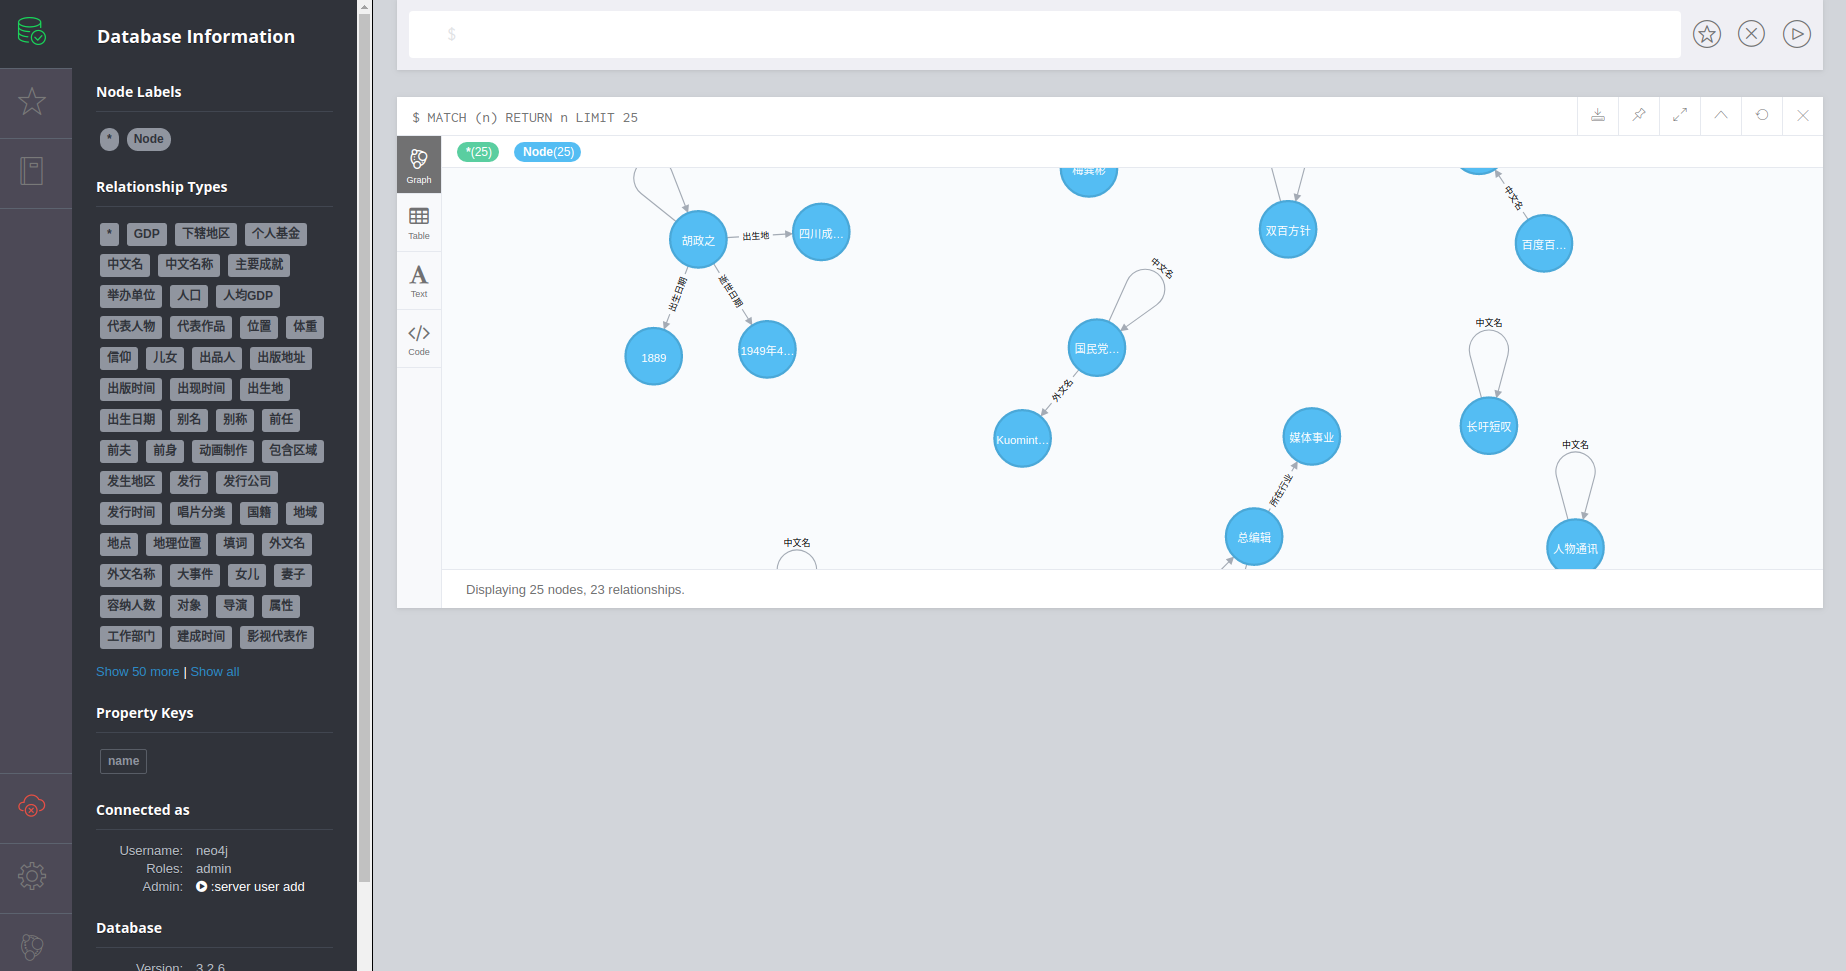 Database Information
Node Labels
* Node
Relationship Types
* GDP 下辖地区 个人基金
中文名 中文名称 主要成就
举办单位 人口 人均GDP
代表人物 代表作品 位置 体重
信仰 儿女 出品人 出版地址
出版时间 出现时间 出生地
出生日期 别名 别称 前任
前夫 前身 动画制作 包含区域
发生地区 发行 发行公司
发行时间 唱片分类 国籍 地域
地点 地理位置 填词 外文名
外文名称 大事件 女儿 妻子
容纳人数 对象 导演 属性
工作部门 建成时间 影视代表作
Show 50 more | Show all
Property Keys
name
Connected as
Username: neo4j
Roles: admin
Admin: :server user add
Database
Version: 3.2.6
$
$ MATCH (n) RETURN n LIMIT 25
Graph
Table
Text
Code
*(25) Node(25)
梅龚彬
中文名
胡政之
出生地
四川成…
双百方针
百度百…
出生日期
逝世日期
1889
1949年4…
中文名
国民党…
外文名
Kuomint…
中文名
长吁短叹
媒体事业
所在行业
总编辑
中文名
人物通讯
中文名
Displaying 25 nodes, 23 relationships.